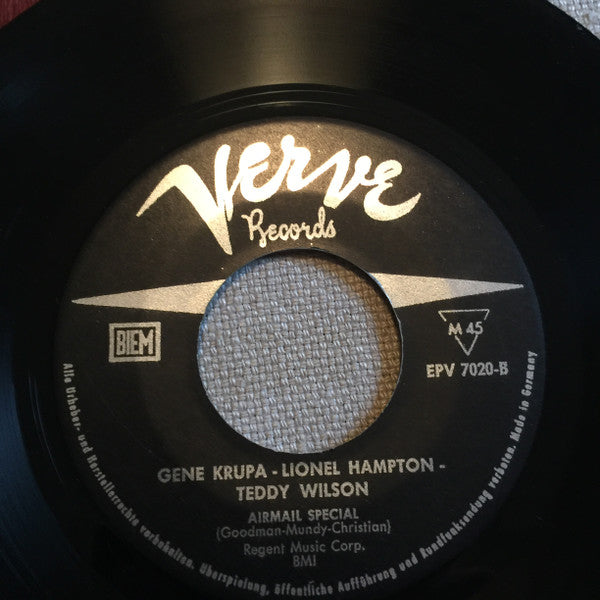 Verve
Records
BIEM
M 45
EPV 7020-B
GENE KRUPA - LIONEL HAMPTON -
TEDDY WILSON
AIRMAIL SPECIAL
(Goodman-Mundy-Christian)
Regent Music Corp.
BMI
Alle Urheber- und Herstellerrechte vorbehalten. Überspielung, öffentliche Aufführung und Rundfunksendung verboten. Made in Germany